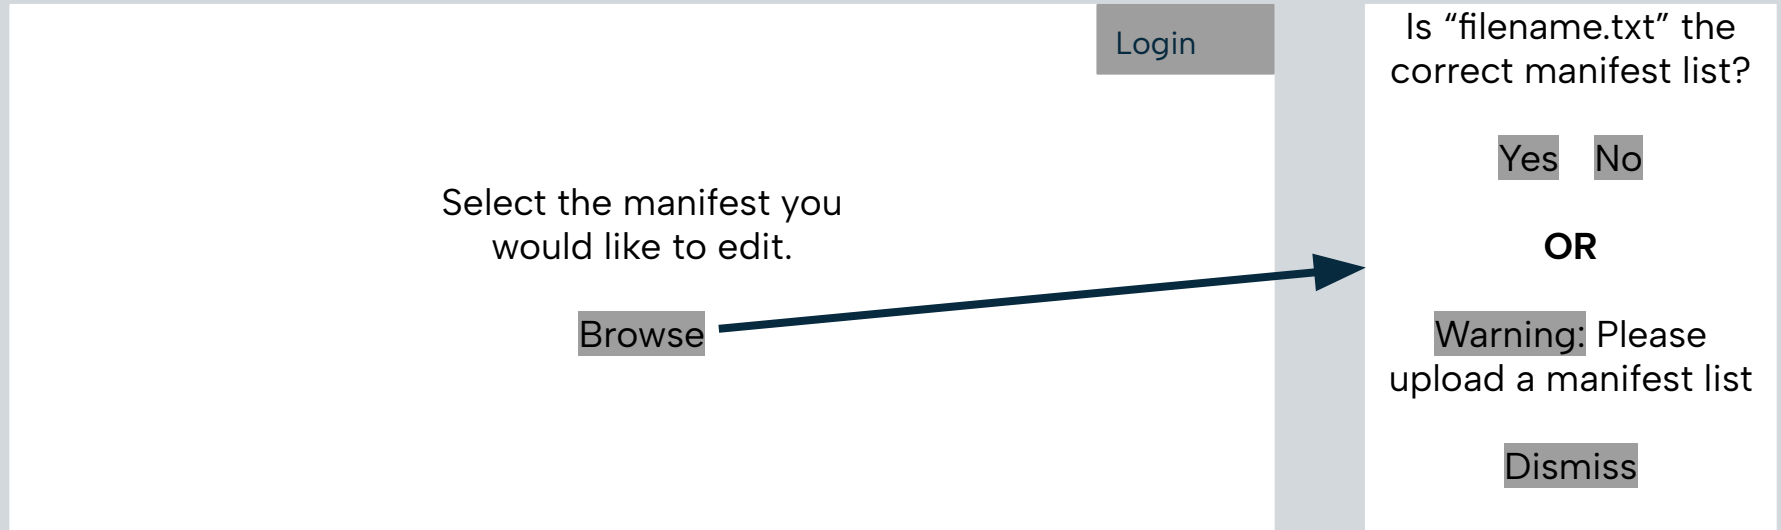 Login
Select the manifest you
would like to edit.
Browse
Is “filename.txt” the
correct manifest list?
Yes No
OR
Warning: Please
upload a manifest list
Dismiss